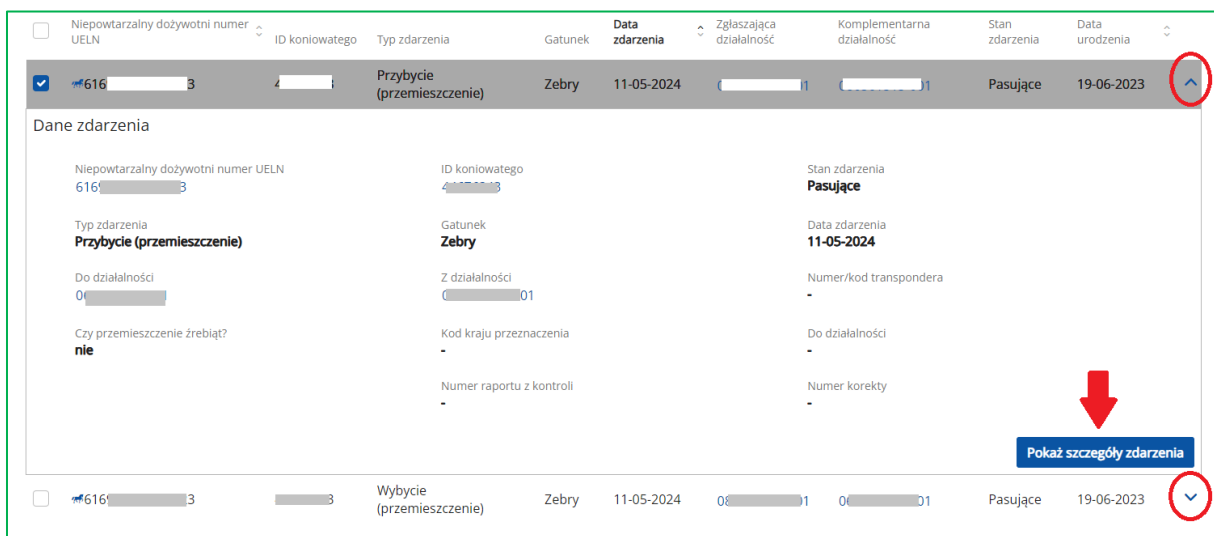 Niepowtarzalny dożywotni numer UELN
ID koniowatego
Typ zdarzenia
Gatunek
Data zdarzenia
Zgłaszająca działalność
Komplementarna działalność
Stan zdarzenia
Data urodzenia
616 3
Przybycie (przemieszczenie)
Zebry
11-05-2024
Pasujące
19-06-2023
Dane zdarzenia
Niepowtarzalny dożywotni numer UELN
ID koniowatego
Stan zdarzenia
616 3
Pasujące
Typ zdarzenia
Gatunek
Data zdarzenia
Przybycie (przemieszczenie)
Zebry
11-05-2024
Do działalności
Z działalności
Numer/kod transpondera
01
-
Czy przemieszczenie źrebiąt?
Kod kraju przeznaczenia
Do działalności
nie
-
-
Numer raportu z kontroli
Numer korekty
-
-
Pokaż szczegóły zdarzenia
616 3
3
Wybycie (przemieszczenie)
Zebry
11-05-2024
08 01
Pasujące
19-06-2023